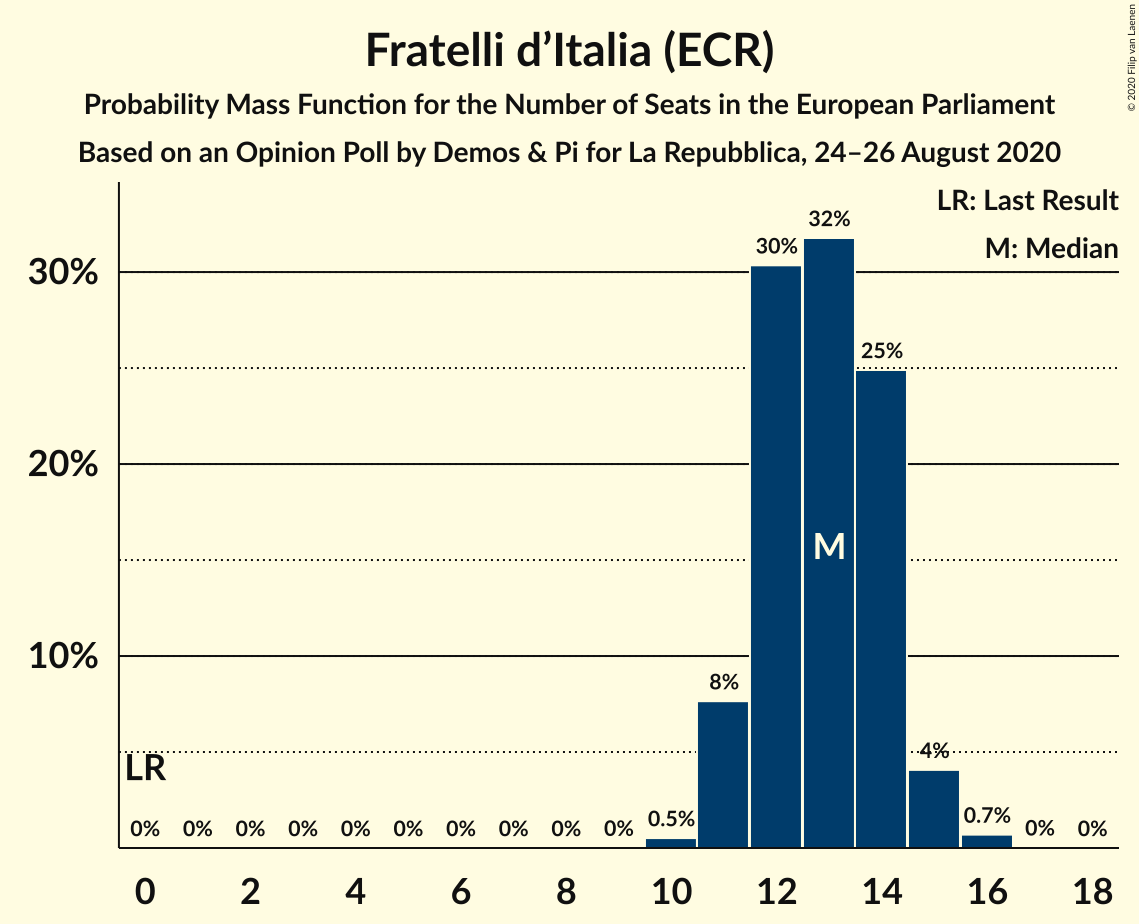 Fratelli d’Italia (ECR)
Probability Mass Function for the Number of Seats in the European Parliament
Based on an Opinion Poll by Demos & Pi for La Repubblica, 24–26 August 2020
© 2020 Filip van Laenen
LR: Last Result
M: Median
32%
30%
30%
25%
20%
M
10%
8%
4%
LR
0% 0% 0% 0% 0% 0% 0% 0% 0% 0% 0.5% 0.7% 0% 0%
0 2 4 6 8 10 12 14 16 18